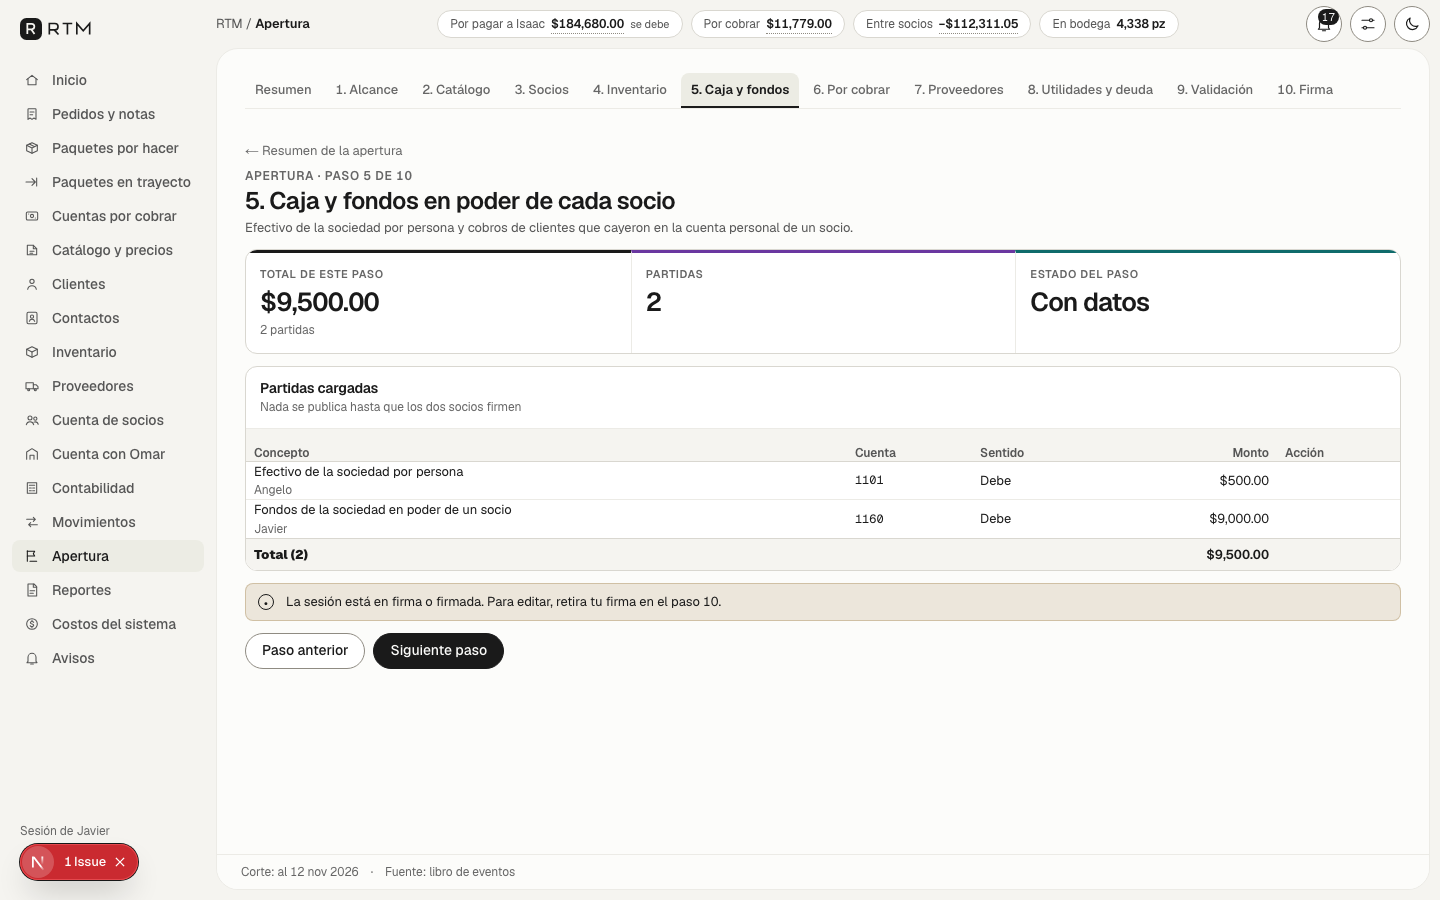 RTM
RTM / Apertura
Por pagar a Isaac $184,680.00 se debe
Por cobrar $11,779.00
Entre socios −$112,311.05
En bodega 4,338 pz
17
Inicio
Pedidos y notas
Paquetes por hacer
Paquetes en trayecto
Cuentas por cobrar
Catálogo y precios
Clientes
Contactos
Inventario
Proveedores
Cuenta de socios
Cuenta con Omar
Contabilidad
Movimientos
Apertura
Reportes
Costos del sistema
Avisos
Sesión de Javier
N 1 Issue
Resumen
1. Alcance
2. Catálogo
3. Socios
4. Inventario
5. Caja y fondos
6. Por cobrar
7. Proveedores
8. Utilidades y deuda
9. Validación
10. Firma
← Resumen de la apertura
APERTURA · PASO 5 DE 10
5. Caja y fondos en poder de cada socio
Efectivo de la sociedad por persona y cobros de clientes que cayeron en la cuenta personal de un socio.
TOTAL DE ESTE PASO
$9,500.00
2 partidas
PARTIDAS
2
ESTADO DEL PASO
Con datos
Partidas cargadas
Nada se publica hasta que los dos socios firmen
Concepto Cuenta Sentido Monto Acción
Efectivo de la sociedad por persona
Angelo
1101 Debe $500.00
Fondos de la sociedad en poder de un socio
Javier
1160 Debe $9,000.00
Total (2) $9,500.00
La sesión está en firma o firmada. Para editar, retira tu firma en el paso 10.
Paso anterior
Siguiente paso
Corte: al 12 nov 2026 · Fuente: libro de eventos